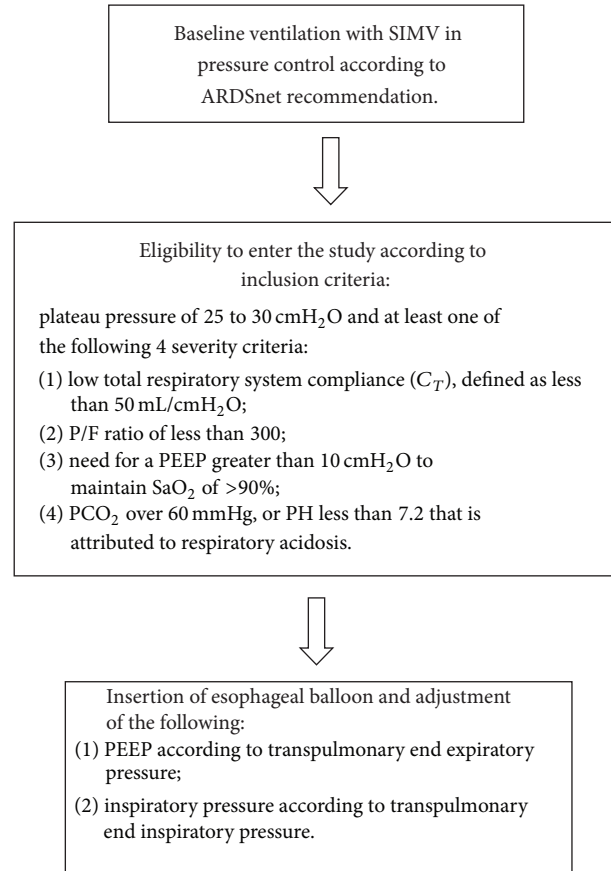 Baseline ventilation with SIMV in
pressure control according to
ARDSnet recommendation.
Eligibility to enter the study according to
inclusion criteria:
plateau pressure of 25 to 30 cmH₂O and at least one of
the following 4 severity criteria:
(1) low total respiratory system compliance (C_T), defined as less
than 50 mL/cmH₂O;
(2) P/F ratio of less than 300;
(3) need for a PEEP greater than 10 cmH₂O to
maintain SaO₂ of >90%;
(4) PCO₂ over 60 mmHg, or PH less than 7.2 that is
attributed to respiratory acidosis.
Insertion of esophageal balloon and adjustment
of the following:
(1) PEEP according to transpulmonary end expiratory
pressure;
(2) inspiratory pressure according to transpulmonary
end inspiratory pressure.